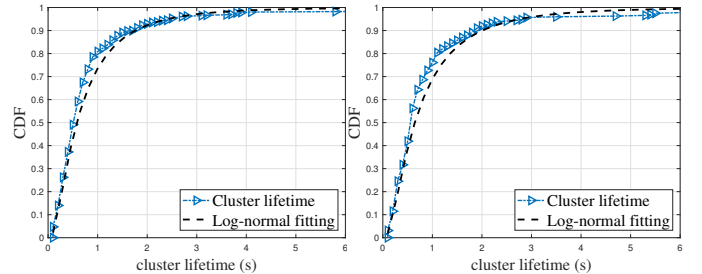 1
0.9
0.8
0.7
0.6
0.5
0.4
0.3
0.2
0.1
0
CDF
0 1 2 3 4 5 6
cluster lifetime (s)
Cluster lifetime
Log-normal fitting
1
0.9
0.8
0.7
0.6
0.5
0.4
0.3
0.2
0.1
0
CDF
0 1 2 3 4 5 6
cluster lifetime (s)
Cluster lifetime
Log-normal fitting